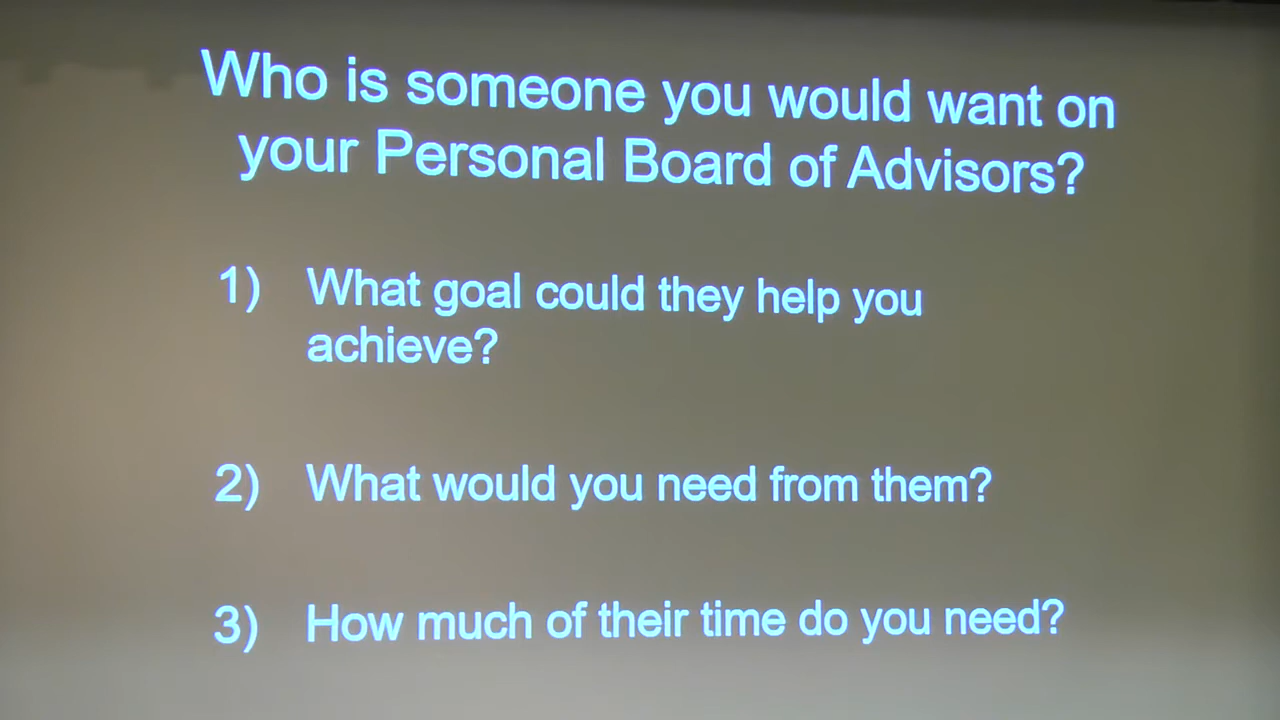 Who is someone you would want on
your Personal Board of Advisors?
1) What goal could they help you
achieve?
2) What would you need from them?
3) How much of their time do you need?